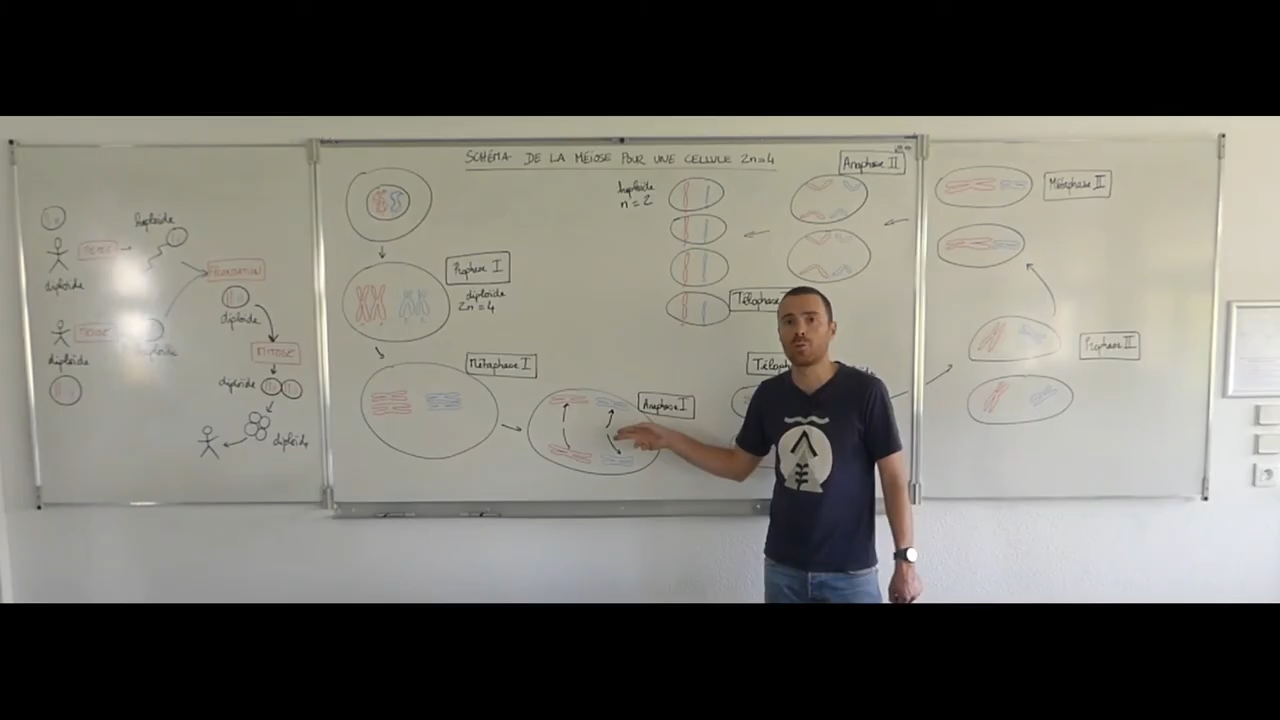 SCHÉMA DE LA MÉIOSE POUR UNE CELLULE 2n=4
haploïde
diploïde
MÉIOSE
diploïde
FÉCONDATION
diploïde
MITOSE
diploïde
diploïde
Prophase I
diploïde
2n=4
Métaphase I
Anaphase I
haploïde
n=2
Anaphase II
Métaphase II
Prophase II